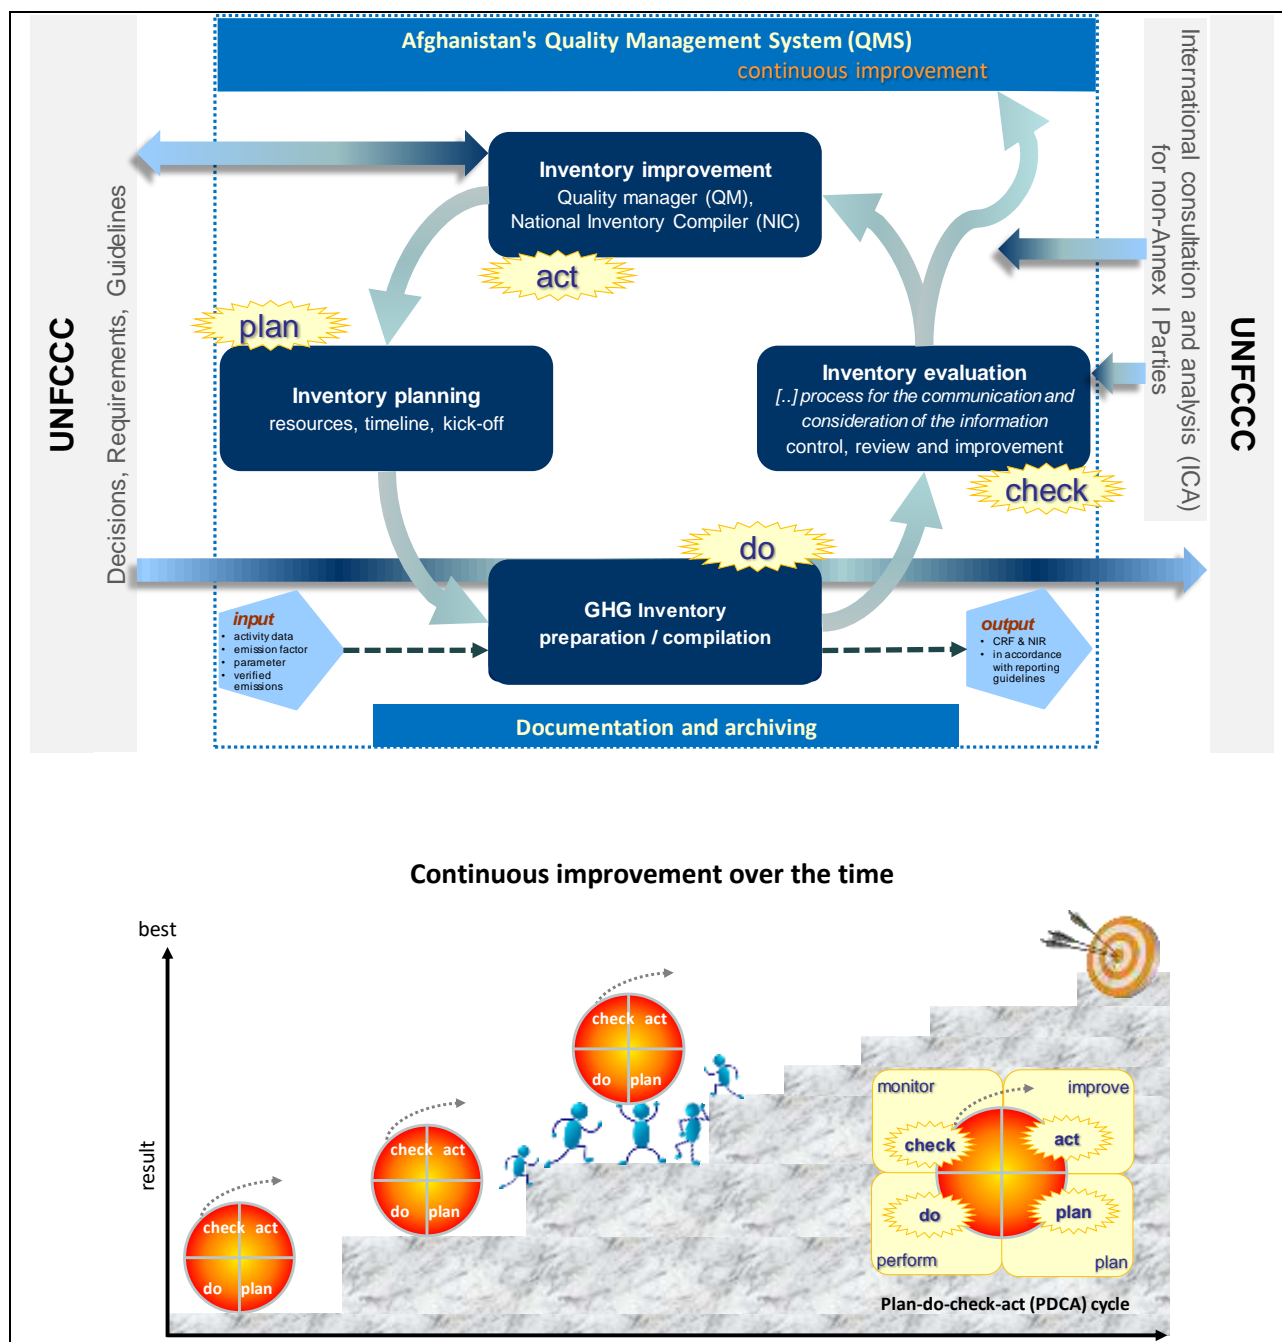 Afghanistan's Quality Management System (QMS)
continuous improvement
UNFCCC
Decisions, Requirements, Guidelines
International consultation and analysis (ICA)
for non-Annex I Parties
UNFCCC
Inventory improvement
Quality manager (QM),
National Inventory Compiler (NIC)
act
plan
Inventory planning
resources, timeline, kick-off
Inventory evaluation
[..] process for the communication and
consideration of the information
control, review and improvement
check
do
GHG Inventory
preparation / compilation
input
• activity data
• emission factor
• parameter
• verified
emissions
output
• CRF & NIR
• in accordance
with reporting
guidelines
Documentation and archiving
Continuous improvement over the time
best
result
check act
do plan
check act
do plan
check act
do plan
monitor
improve
check
act
do
plan
perform
plan
Plan-do-check-act (PDCA) cycle